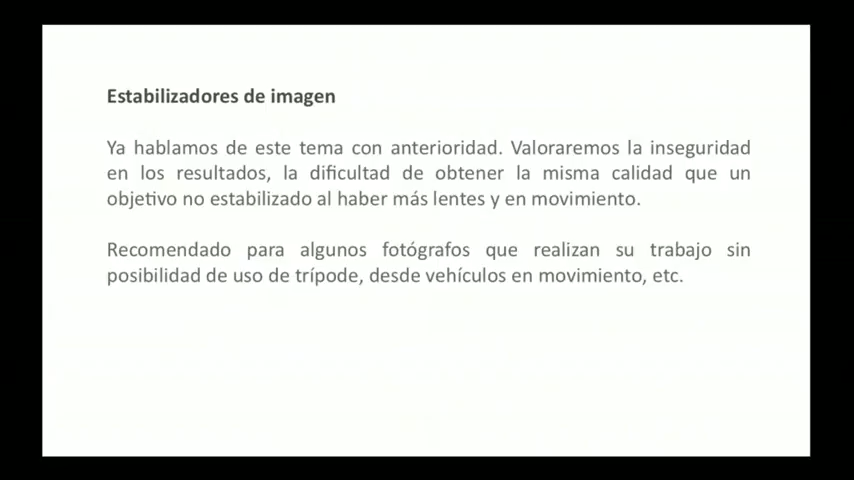 Estabilizadores de imagen
Ya hablamos de este tema con anterioridad. Valoraremos la inseguridad
en los resultados, la dificultad de obtener la misma calidad que un
objetivo no estabilizado al haber más lentes y en movimiento.
Recomendado para algunos fotógrafos que realizan su trabajo sin
posibilidad de uso de trípode, desde vehículos en movimiento, etc.